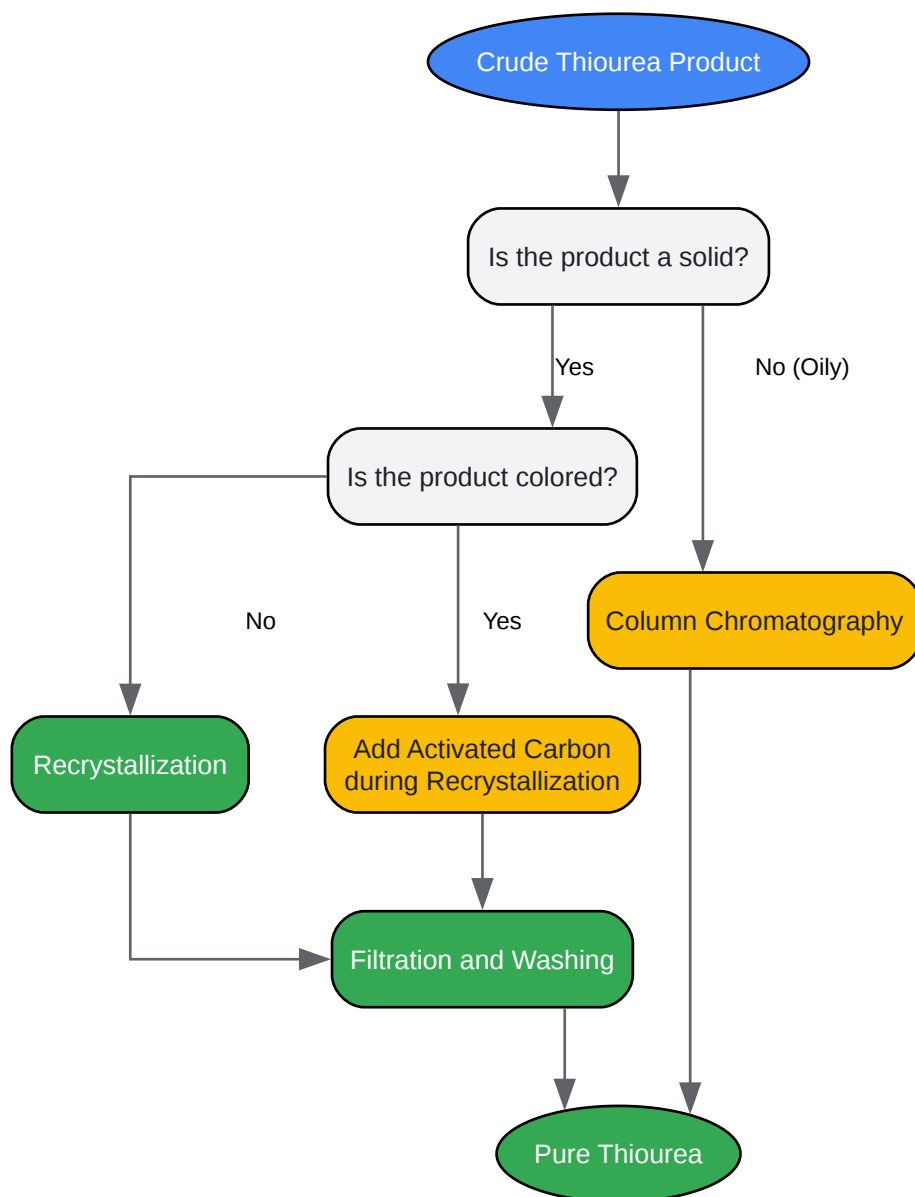 Crude Thiourea Product
Is the product a solid?
Yes
No (Oily)
Is the product colored?
No
Yes
Column Chromatography
Recrystallization
Add Activated Carbon
during Recrystallization
Filtration and Washing
Pure Thiourea